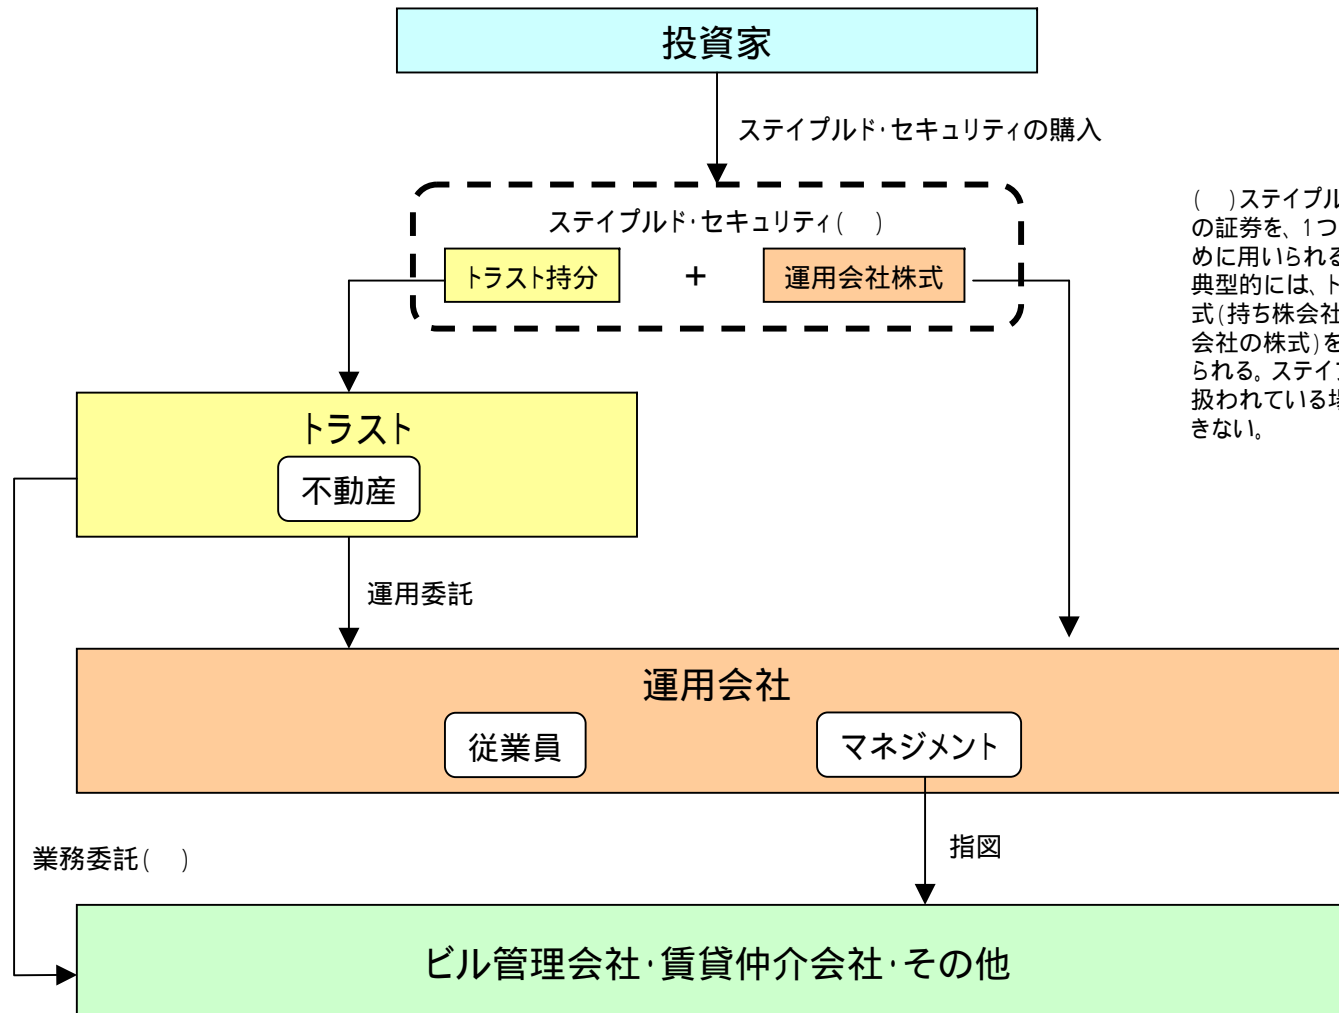 投資家
ステイプルド・セキュリティの購入
ステイプルド・セキュリティ(　)
トラスト持分
+
運用会社株式
(　)ステイプル
の証券を、1つ
めに用いられる
典型的には、ト
式(持ち株会社
会社の株式)を
られる。ステイ
扱われている場
きない。
トラスト
不動産
運用委託
運用会社
従業員
マネジメント
業務委託(　)
指図
ビル管理会社・賃貸仲介会社・その他